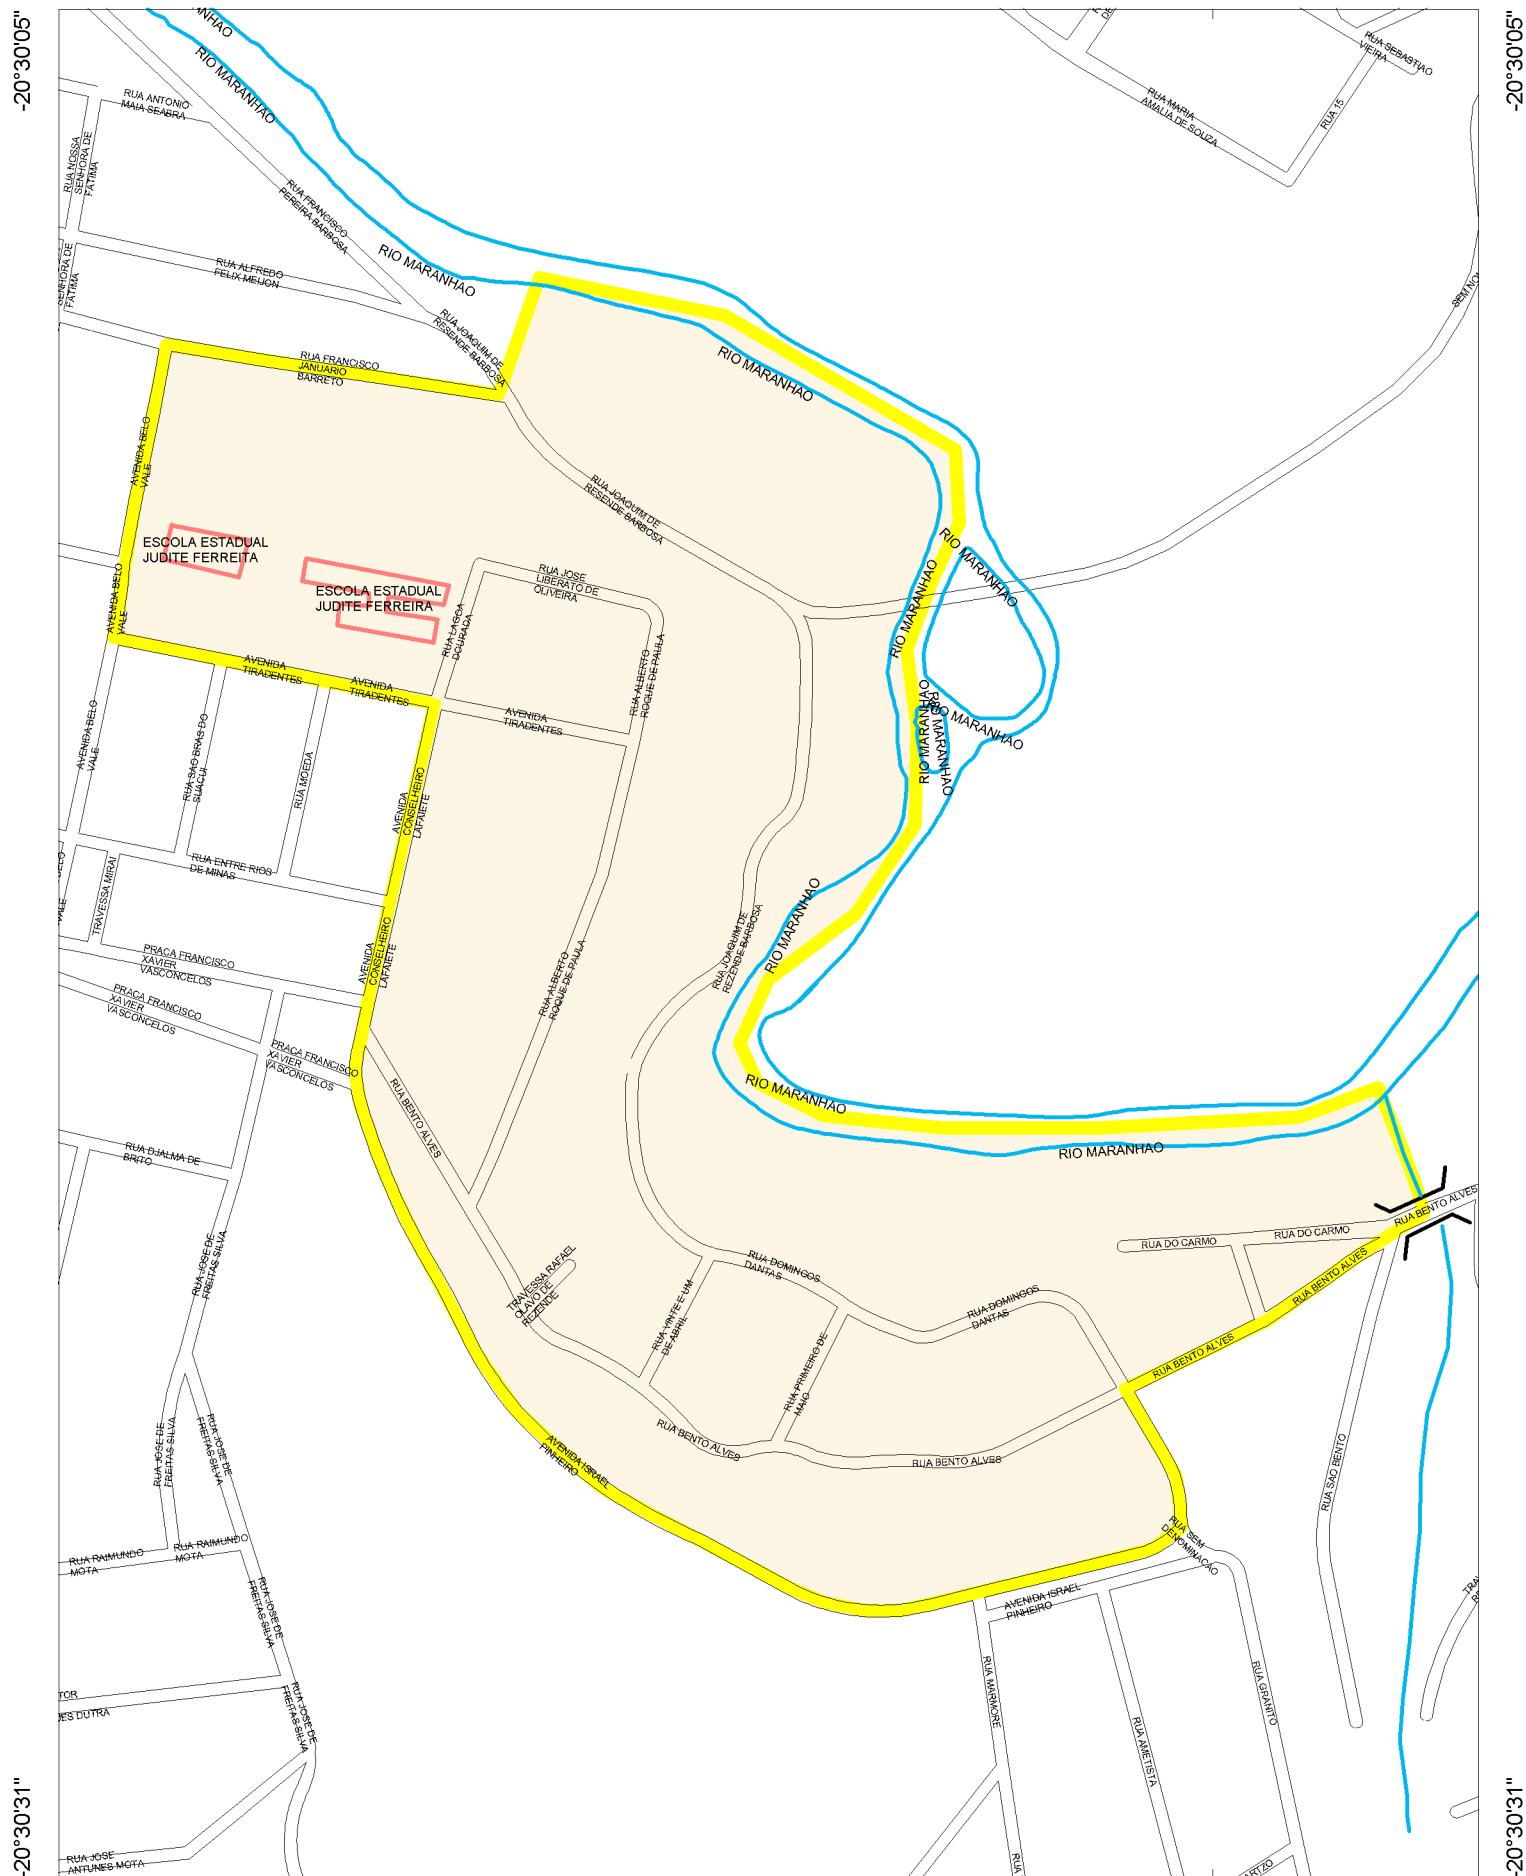 -20°30'05"
-20°30'05"
RIO MARANHAO
RUA SEBASTIAO
VIEIRA
RUA ANTONIO
MAIA SEABRA
RUA MARIA
AMALIA DE SOUZA
RUA 15
RUA NOSSA
SENHORA DE
FATIMA
RUA FRANCISCO
PEREIRA BARBOSA
RIO MARANHAO
RUA ALFREDO
FELIX MEIJON
SENHORA DE
FATIMA
RUA JOAQUIM DE
RESENDE BARBOSA
RUA FRANCISCO
JANUARIO
BARRETO
RIO MARANHAO
AVENIDA BELO
VALE
RUA JOAQUIM DE
RESENDE BARBOSA
ESCOLA ESTADUAL
JUDITE FERREITA
ESCOLA ESTADUAL
JUDITE FERREIRA
RUA JOSE
LIBERATO DE
OLIVEIRA
RIO MARANHAO
RIO MARANHAO
AVENIDA BELO
VALE
RUA LAGOA
DOURADA
RUA ALBERTO
ROQUE DE PAULA
AVENIDA
TIRADENTES
AVENIDA
TIRADENTES
AVENIDA
TIRADENTES
RIO MARANHAO
RIO MARANHAO
RIO MARANHAO
AVENIDA BELO
VALE
RUA SAO BRAS DO
SUACUI
RUA MOEDA
AVENIDA
CONSELHEIRO
LAFAIETE
RUA ENTRE RIOS
DE MINAS
BELO
VALE
TRAVESSA MIRAI
PRACA FRANCISCO
XAVIER
VASCONCELOS
AVENIDA
CONSELHEIRO
LAFAIETE
RUA ALBERTO
ROQUE DE PAULA
RUA JOAQUIM DE
REZENDE BARBOSA
RIO MARANHAO
PRACA FRANCISCO
XAVIER
VASCONCELOS
PRACA FRANCISCO
XAVIER
VASCONCELOS
RUA BENTO ALVES
RIO MARANHAO
RIO MARANHAO
RUA DJALMA DE
BRITO
RUA JOSE DE
FREITAS SILVA
TRAVESSA RAFAEL
OLAVO DE
REZENDE
RUA VINTE E UM
DE ABRIL
RUA DOMINGOS
DANTAS
RUA DOMINGOS
DANTAS
RUA PRIMEIRO DE
MAIO
RUA DO CARMO
RUA DO CARMO
RUA BENTO ALVES
RUA BENTO ALVES
RUA BENTO ALVES
RUA BENTO ALVES
RUA BENTO ALVES
RUA JOSE DE
FREITAS SILVA
RUA JOSE DE
FREITAS SILVA
AVENIDA ISRAEL
PINHEIRO
RUA SAO BENTO
RUA SEM
DENOMINACAO
RUA RAIMUNDO
MOTA
RUA RAIMUNDO
MOTA
RUA JOSE DE
FREITAS SILVA
AVENIDA ISRAEL
PINHEIRO
RUA MARMORE
RUA AMETISTA
RUA GRANITO
TOR
ES DUTRA
RUA JOSE DE
FREITAS SILVA
RUA JOSE
ANTUNES MOTA
RUA
-20°30'31"
-20°30'31"